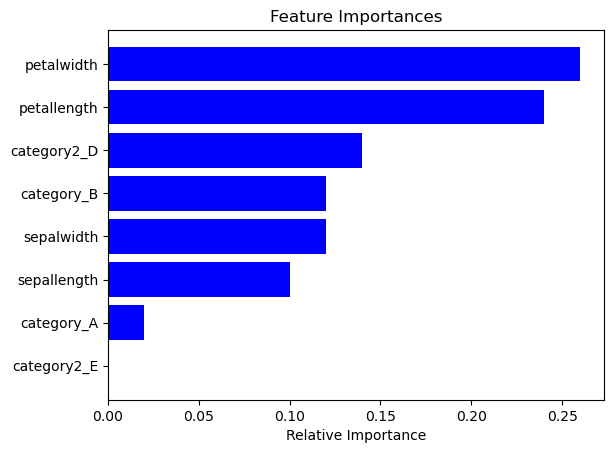 Feature Importances
petalwidth
petallength
category2_D
category_B
sepalwidth
sepallength
category_A
category2_E
0.00 0.05 0.10 0.15 0.20 0.25
Relative Importance